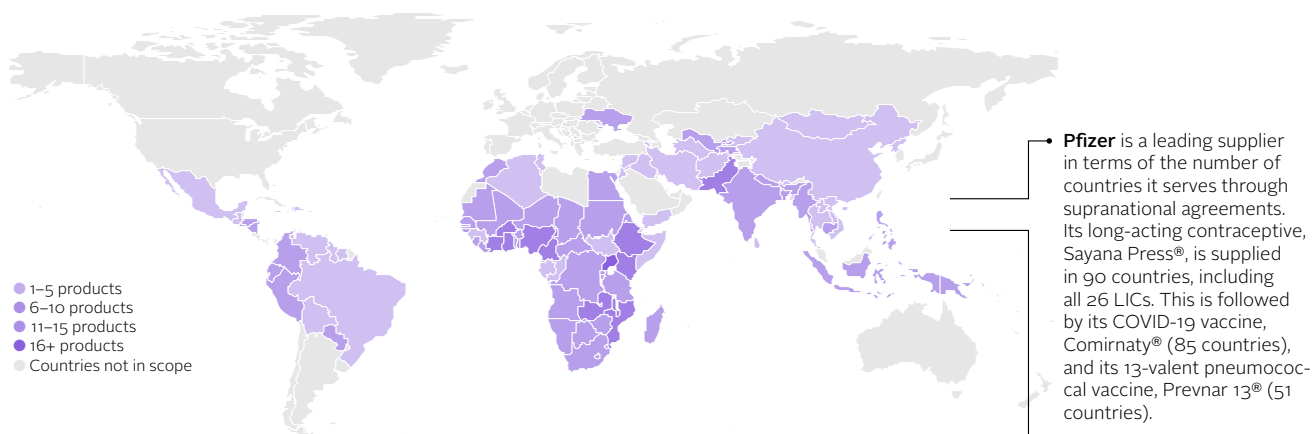 Pfizer is a leading supplier
in terms of the number of
countries it serves through
supranational agreements.
Its long-acting contraceptive,
Sayana Press®, is supplied
in 90 countries, including
all 26 LICs. This is followed
by its COVID-19 vaccine,
Comirnaty® (85 countries),
and its 13-valent pneumococ-
cal vaccine, Prevnar 13® (51
countries).
1–5 products
6–10 products
11–15 products
16+ products
Countries not in scope